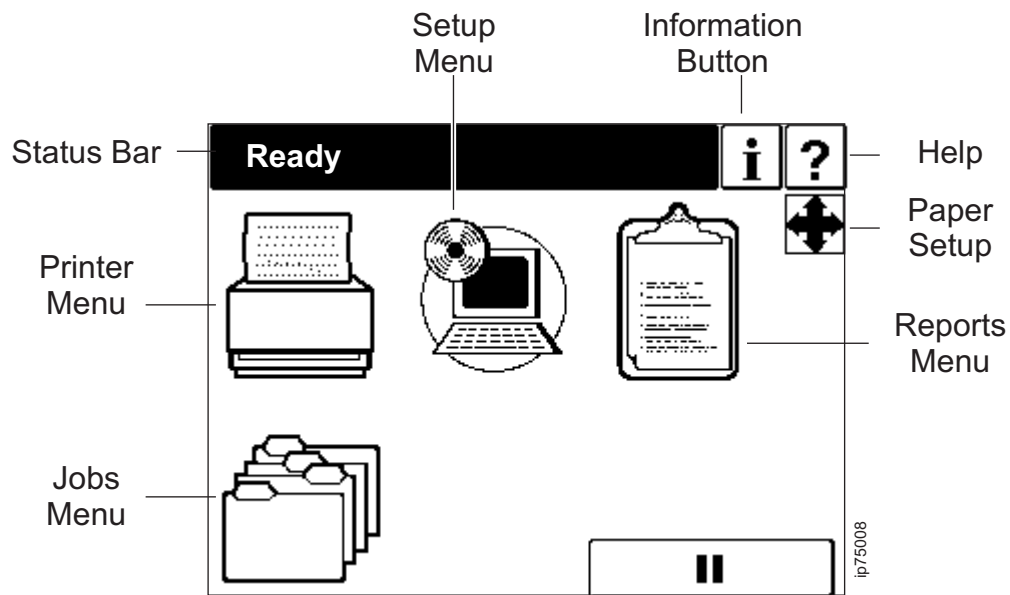 Setup
Menu
Information
Button
Status Bar
Ready
i
?
Help
Paper
Setup
Printer
Menu
Reports
Menu
Jobs
Menu
ip75008